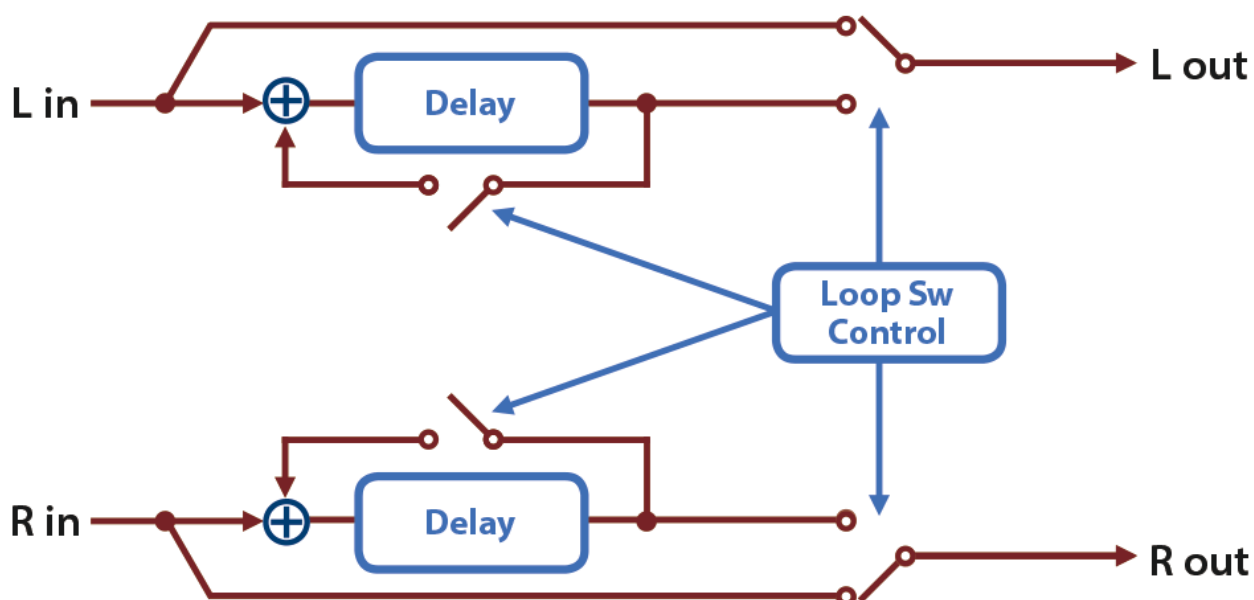 L in
Delay
L out
Loop Sw
Control
R in
Delay
R out